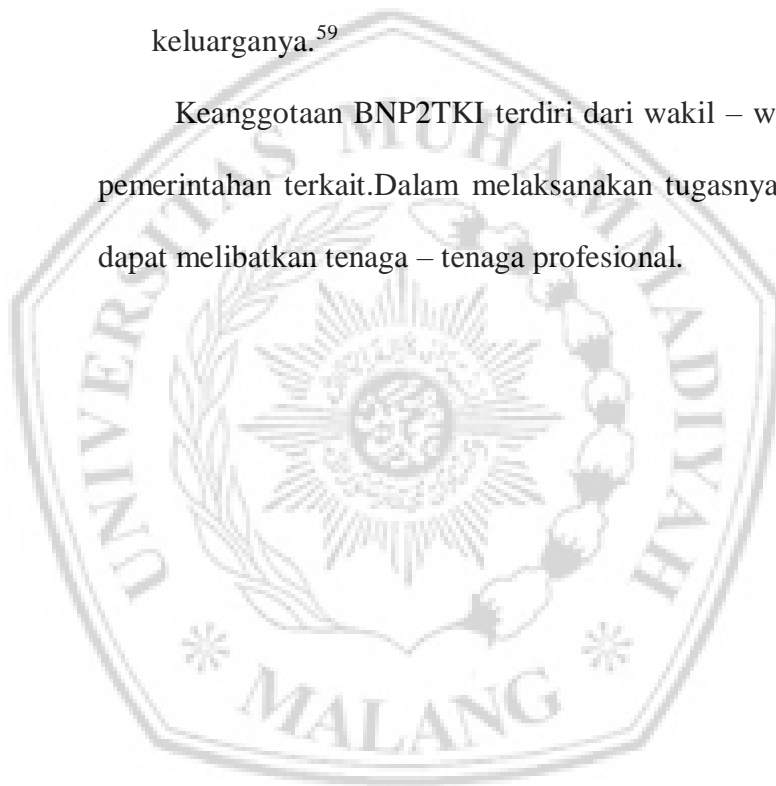 keluarganya.59
Keanggotaan BNP2TKI terdiri dari wakil – w
pemerintahan terkait.Dalam melaksanakan tugasnya
dapat melibatkan tenaga – tenaga profesional.
UNIVERSITAS MUHAMMADIYAH
MALANG